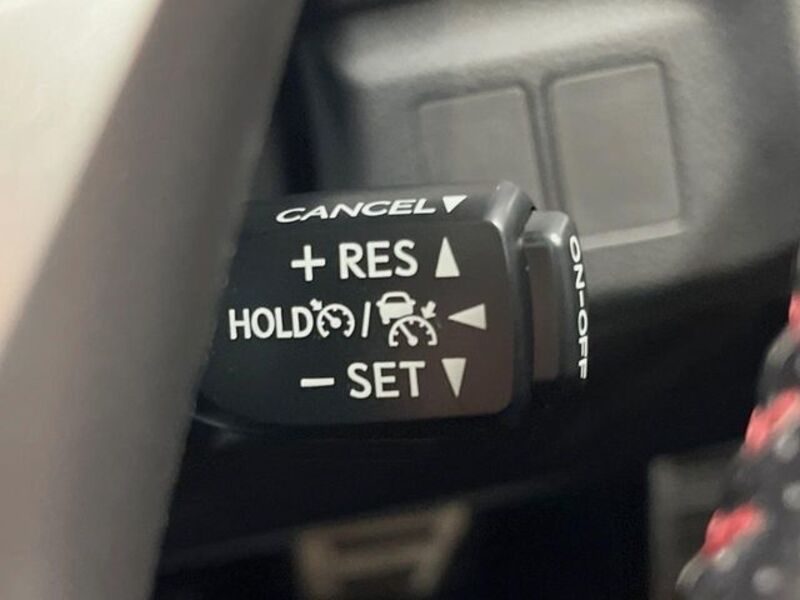 CANCEL▼
+ RES ▲
HOLD / ◀
− SET ▼
ON-OFF